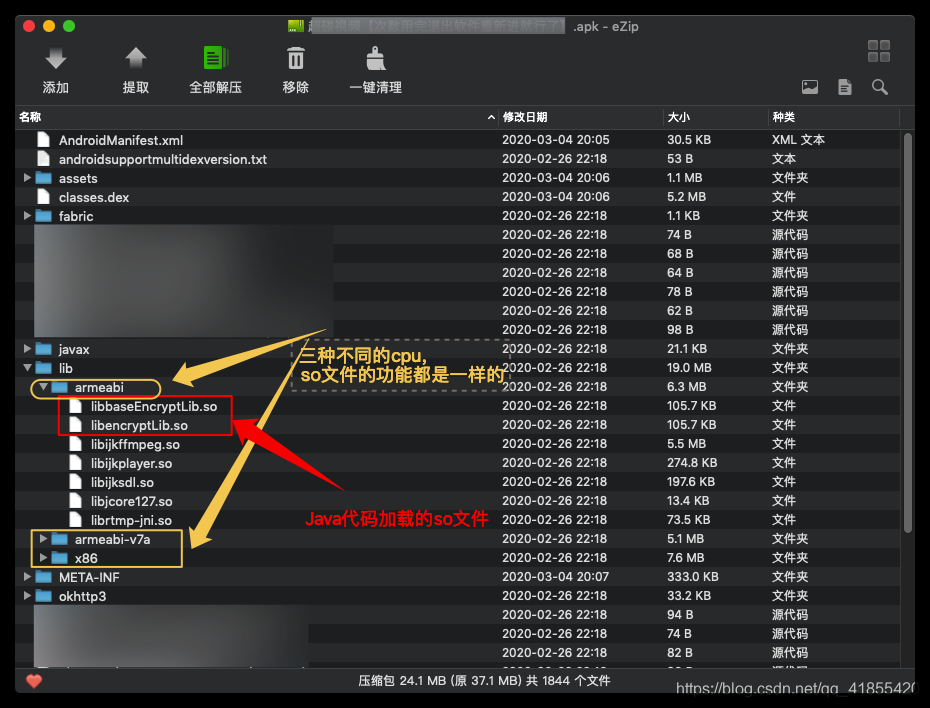 .apk - eZip
添加 提取 全部解压 移除 一键清理
名称 修改日期 大小 种类
AndroidManifest.xml 2020-03-04 20:05 30.5 KB XML 文本
androidsupportmultidexversion.txt 2020-02-26 22:18 53 B 文本
assets 2020-03-04 20:06 1.1 MB 文件夹
classes.dex 2020-03-04 20:06 5.2 MB 文件
fabric 2020-02-26 22:18 1.1 KB 文件夹
2020-02-26 22:18 74 B 源代码
2020-02-26 22:18 68 B 源代码
2020-02-26 22:18 64 B 源代码
2020-02-26 22:18 78 B 源代码
2020-02-26 22:18 62 B 源代码
2020-02-26 22:18 98 B 源代码
javax 2020-02-26 22:18 21.1 KB 文件夹
三种不同的cpu,
lib 2020-02-26 22:18 19.0 MB 文件夹
so文件的功能都是一样的
armeabi 2020-02-26 22:18 6.3 MB 文件夹
libbaseEncryptLib.so 2020-02-26 22:18 105.7 KB 文件
libencryptLib.so 2020-02-26 22:18 105.7 KB 文件
libijkffmpeg.so 2020-02-26 22:18 5.5 MB 文件
libijkplayer.so 2020-02-26 22:18 274.8 KB 文件
libijksdl.so 2020-02-26 22:18 197.6 KB 文件
libjcore127.so 2020-02-26 22:18 13.4 KB 文件
librtmp-jni.so 2020-02-26 22:18 73.5 KB 文件
Java代码加载的so文件
armeabi-v7a 2020-02-26 22:18 5.1 MB 文件夹
x86 2020-02-26 22:18 7.6 MB 文件夹
META-INF 2020-03-04 20:07 333.0 KB 文件夹
okhttp3 2020-02-26 22:18 33.2 KB 文件夹
2020-02-26 22:18 94 B 源代码
2020-02-26 22:18 74 B 源代码
2020-02-26 22:18 82 B 源代码
压缩包 24.1 MB (原 37.1 MB) 共 1844 个文件
https://blog.csdn.net/qq_41855420